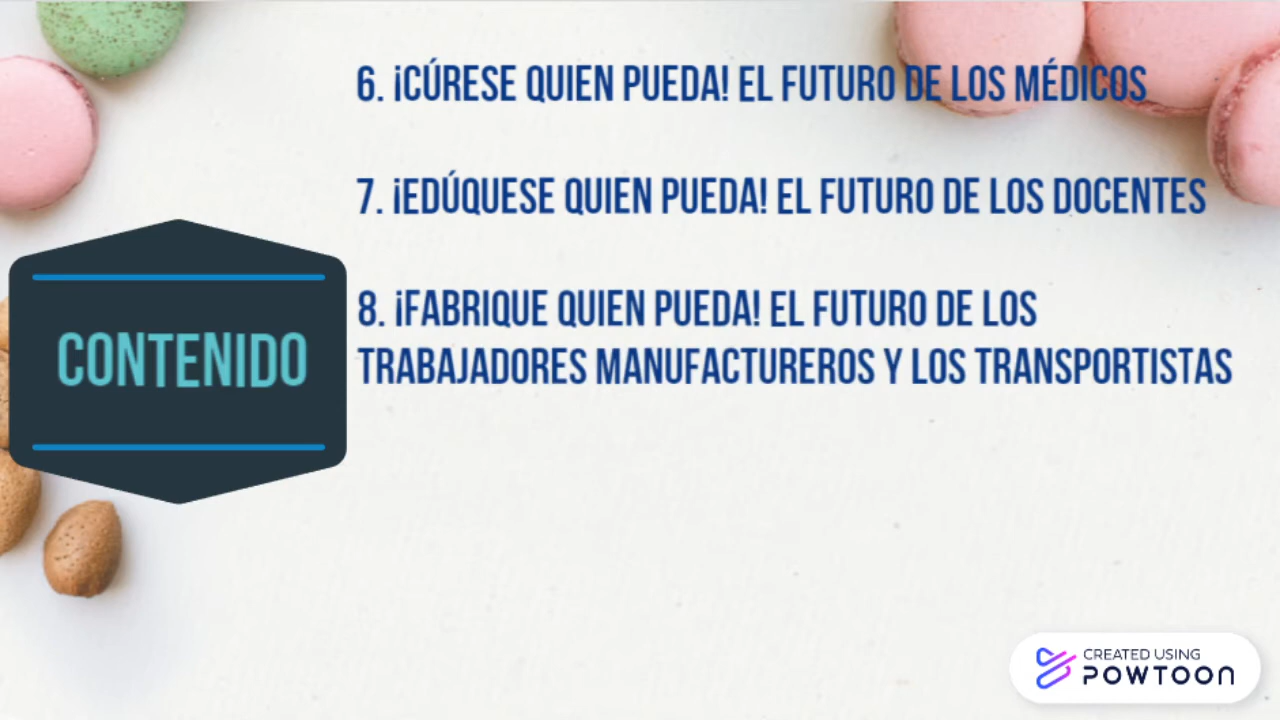 6. ¡CÚRESE QUIEN PUEDA! EL FUTURO DE LOS MÉDICOS
7. ¡EDÚQUESE QUIEN PUEDA! EL FUTURO DE LOS DOCENTES
8. ¡FABRIQUE QUIEN PUEDA! EL FUTURO DE LOS
TRABAJADORES MANUFACTUREROS Y LOS TRANSPORTISTAS
CONTENIDO
CREATED USING
POWTOON